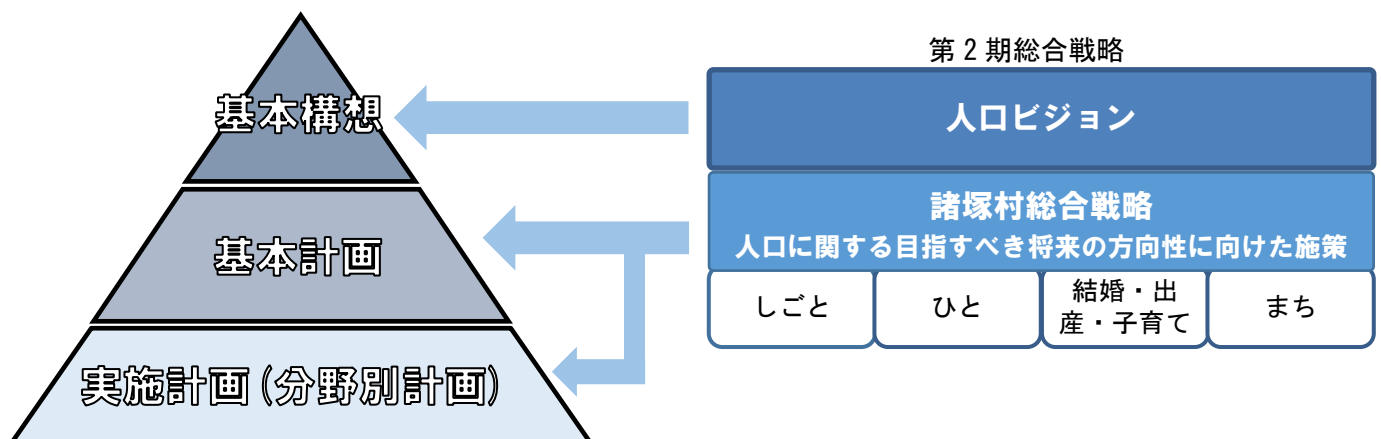 基本構想
基本計画
実施計画(分野別計画)
第2期総合戦略
人口ビジョン
諸塚村総合戦略
人口に関する目指すべき将来の方向性に向けた施策
しごと
ひと
結婚・出
産・子育て
まち